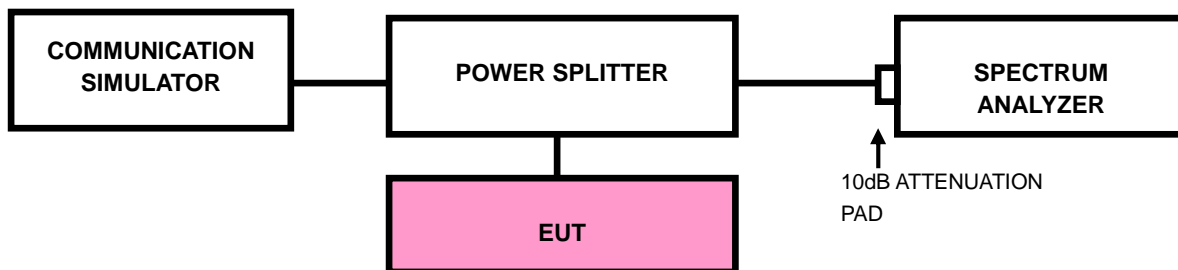 COMMUNICATION
SIMULATOR
POWER SPLITTER
SPECTRUM
ANALYZER
10dB ATTENUATION
PAD
EUT